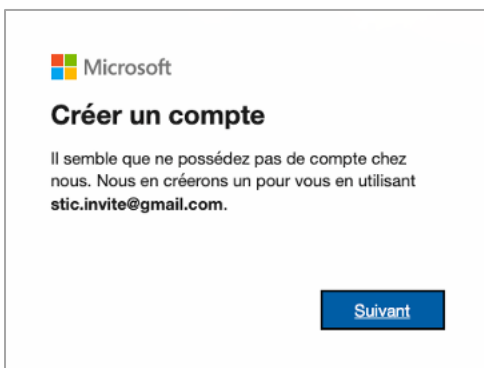 Microsoft
Créer un compte
Il semble que ne possédez pas de compte chez
nous. Nous en créerons un pour vous en utilisant
stic.invite@gmail.com.
Suivant